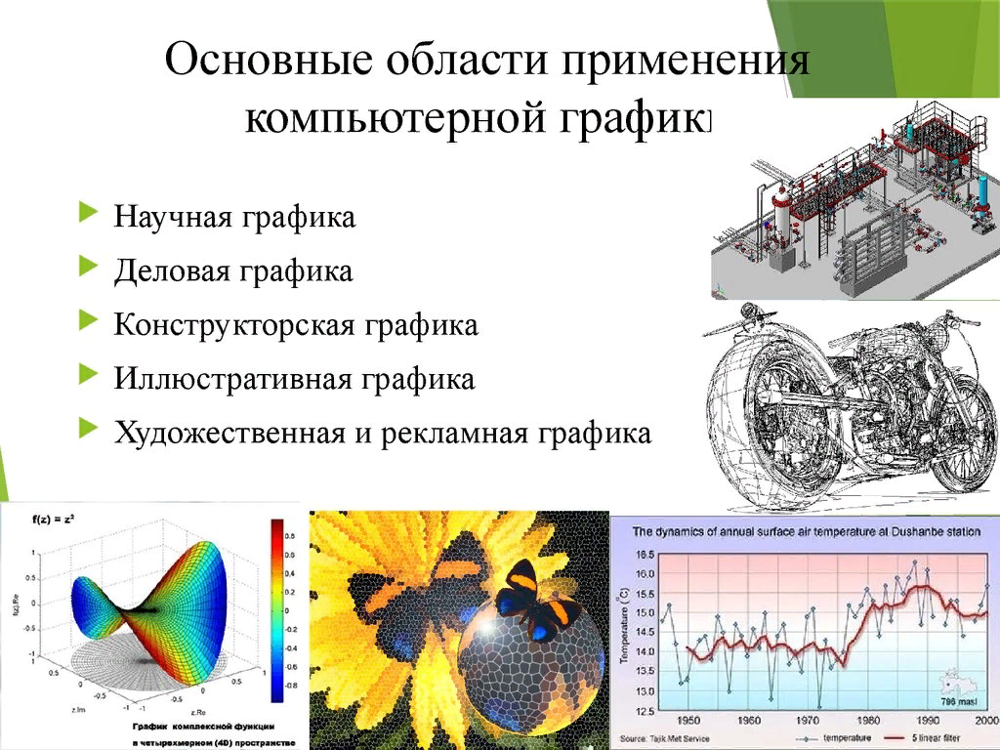 Основные области применения
компьютерной графики
Научная графика
Деловая графика
Конструкторская графика
Иллюстративная графика
Художественная и рекламная графика
f(z) = z²
1
0.5
0
-0.5
-1
f(z).Re
1
0.5
0
-0.5
-1
z.Im
-1
-0.5
0
0.5
1
z.Re
0.8
0.6
0.4
0.2
0
-0.2
-0.4
-0.6
-0.8
График комплексной функции
в четырехмерном (4D) пространстве
The dynamics of annual surface air temperature at Dushanbe station
Temperature (°C)
16.5
16.0
15.5
15.0
14.5
14.0
13.5
13.0
12.5
1950 1960 1970 1980 1990 2000
796 masl
Source: Tajik Met Service
temperature
5 linear filter